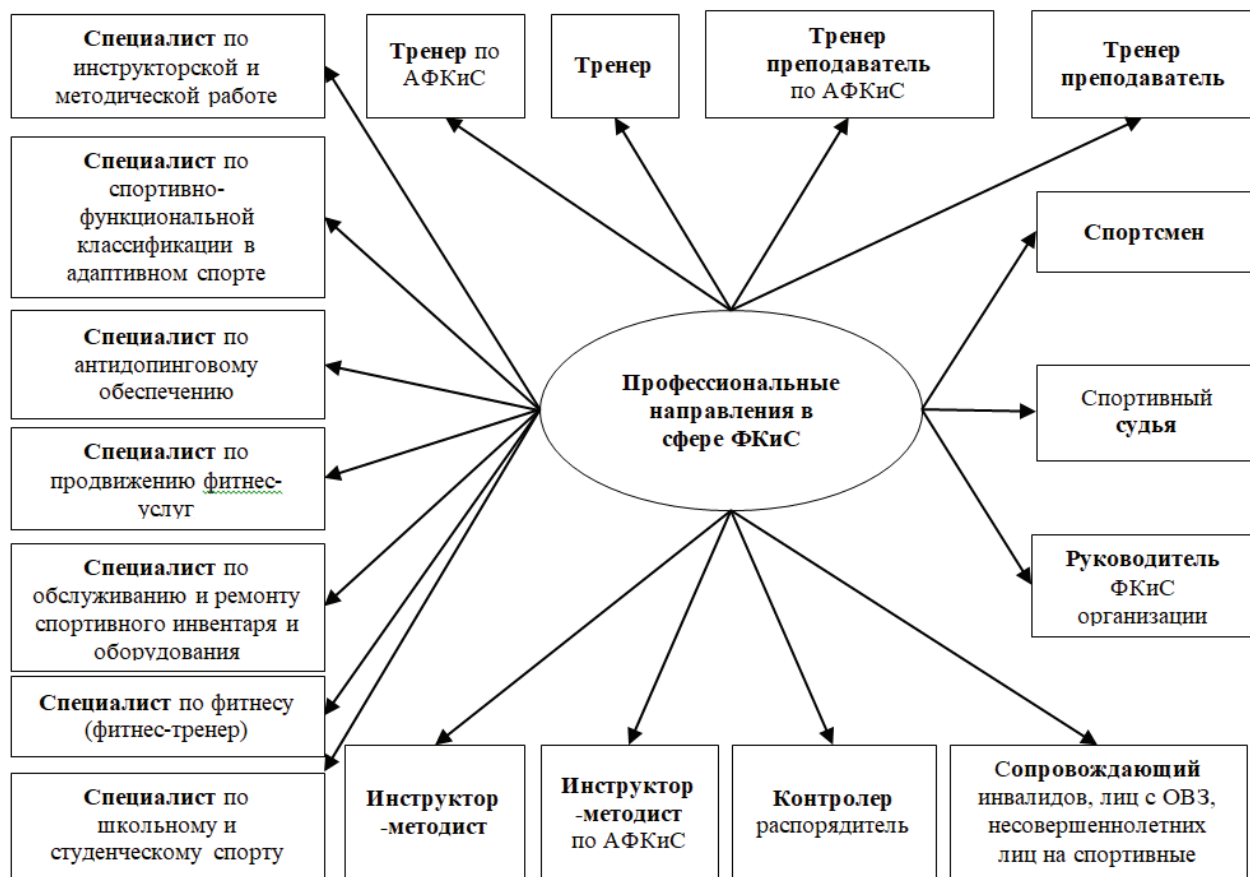 Специалист по
инструкторской и
методической работе
Тренер по
АФКиС
Тренер
Тренер
преподаватель
по АФКиС
Тренер
преподаватель
Специалист по
спортивно-
функциональной
классификации в
адаптивном спорте
Спортсмен
Специалист по
антидопинговому
обеспечению
Профессиональные
направления в
сфере ФКиС
Спортивный
судья
Специалист по
продвижению фитнес-
услуг
Специалист по
обслуживанию и ремонту
спортивного инвентаря и
оборудования
Руководитель
ФКиС
организации
Специалист по фитнесу
(фитнес-тренер)
Специалист по
школьному и
студенческому спорту
Инструктор
-методист
Инструктор
-методист
по АФКиС
Контролер
распорядитель
Сопровождающий
инвалидов, лиц с ОВЗ,
несовершеннолетних
лиц на спортивные